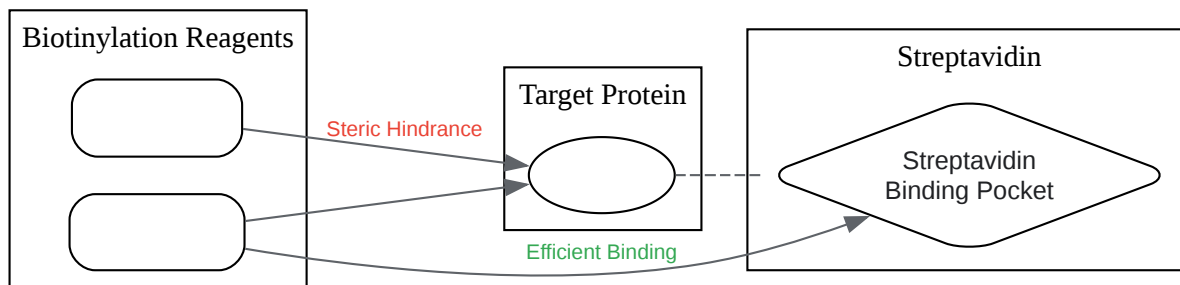 Biotinylation Reagents
Steric Hindrance
Target Protein
Efficient Binding
Streptavidin
Streptavidin
Binding Pocket